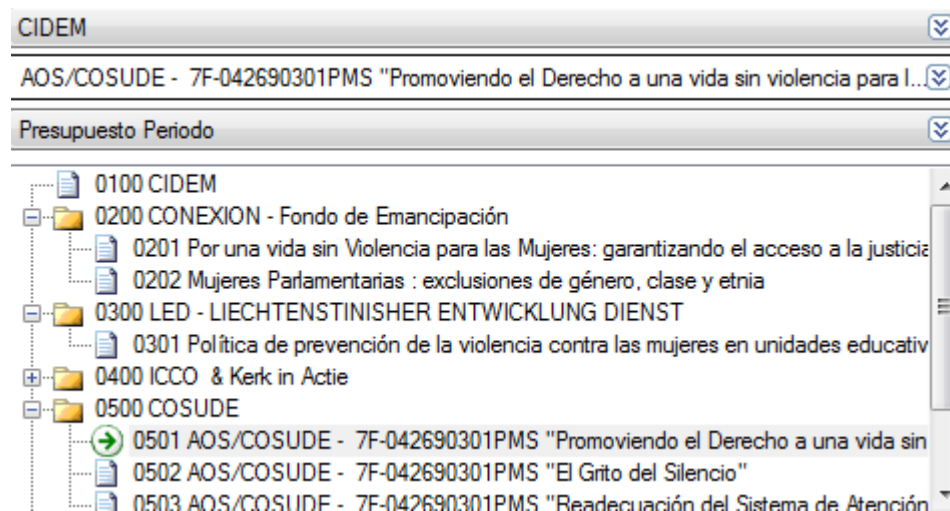 CIDEM
AOS/COSUDE - 7F-042690301PMS "Promoviendo el Derecho a una vida sin violencia para l...
Presupuesto Periodo
0100 CIDEM
0200 CONEXION - Fondo de Emancipación
0201 Por una vida sin Violencia para las Mujeres: garantizando el acceso a la justicia
0202 Mujeres Parlamentarias : exclusiones de género, clase y etnia
0300 LED - LIECHTENSTINISHER ENTWICKLUNG DIENST
0301 Política de prevención de la violencia contra las mujeres en unidades educativ
0400 ICCO & Kerk in Actie
0500 COSUDE
0501 AOS/COSUDE - 7F-042690301PMS "Promoviendo el Derecho a una vida sin
0502 AOS/COSUDE - 7F-042690301PMS "El Grito del Silencio"
0503 AOS/COSUDE - 7F-042690301PMS "Readecuación del Sistema de Atención